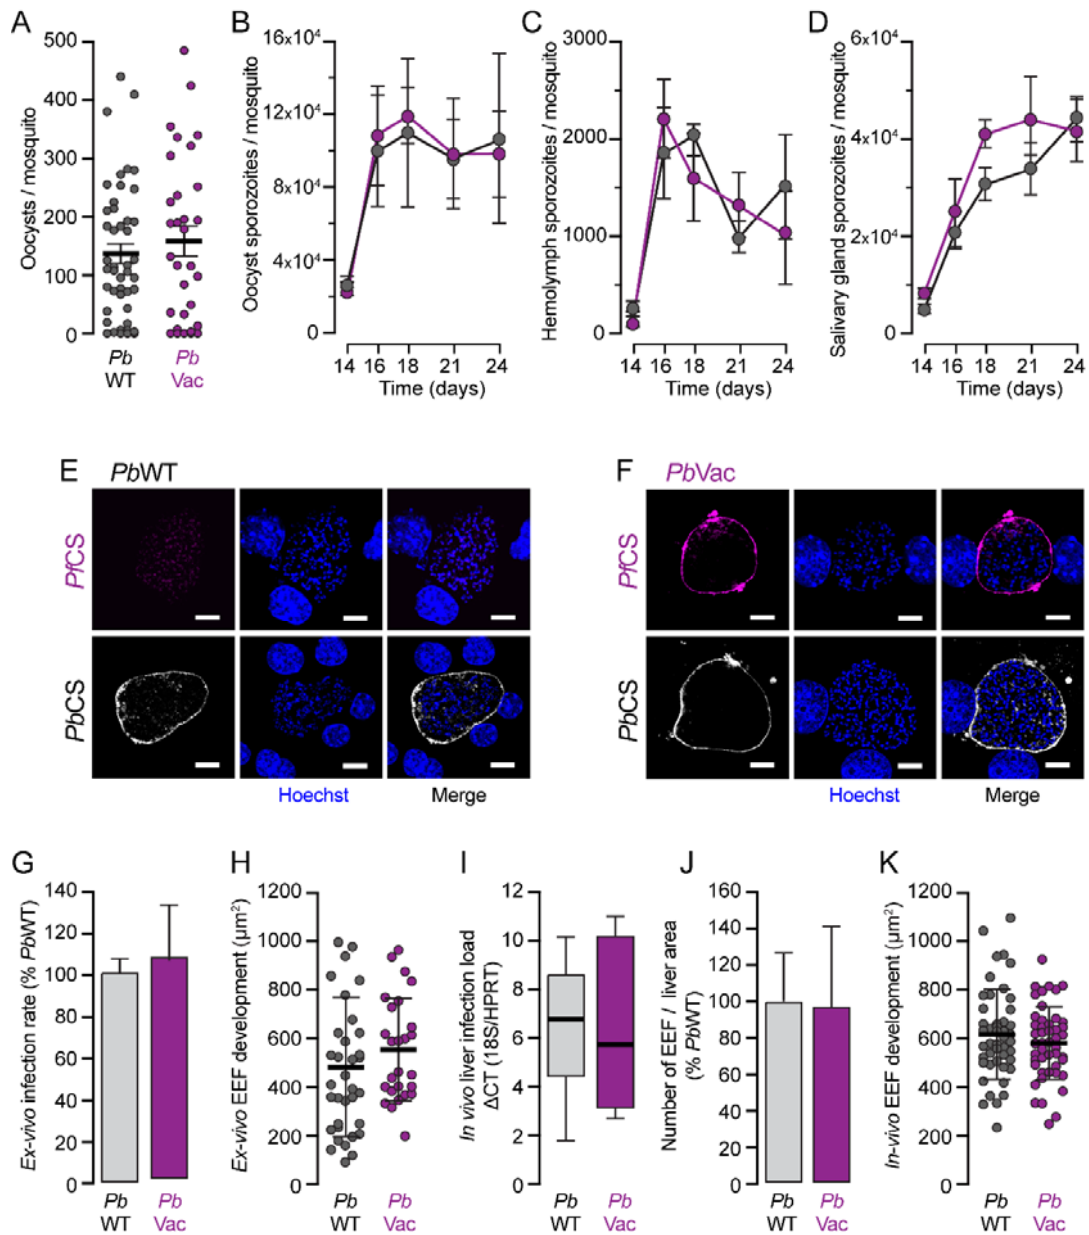 A
B
C
D
Oocysts / mosquito
500
400
300
200
100
0
Pb
WT
Pb
Vac
Oocyst sporozoites / mosquito
16x10⁴
12x10⁴
8x10⁴
4x10⁴
0
14 16 18 21 24
Time (days)
Hemolymph sporozoites / mosquito
3000
2000
1000
0
14 16 18 21 24
Time (days)
Salivary gland sporozoites / mosquito
6x10⁴
4x10⁴
2x10⁴
0
14 16 18 21 24
Time (days)
E
PbWT
PfCS
PbCS
Hoechst
Merge
F
PbVac
PfCS
PbCS
Hoechst
Merge
G
Ex-vivo infection rate (% PbWT)
140
120
100
80
60
40
20
0
Pb
WT
Pb
Vac
H
Ex-vivo EEF development (µm²)
1200
1000
800
600
400
200
0
Pb
WT
Pb
Vac
I
In vivo liver infection load
ΔCT (18S/HPRT)
12
10
8
6
4
2
0
Pb
WT
Pb
Vac
J
Number of EEF / liver area
(% PbWT)
160
140
120
100
80
60
40
20
0
Pb
WT
Pb
Vac
K
In-vivo EEF development (µm²)
1200
1000
800
600
400
200
0
Pb
WT
Pb
Vac